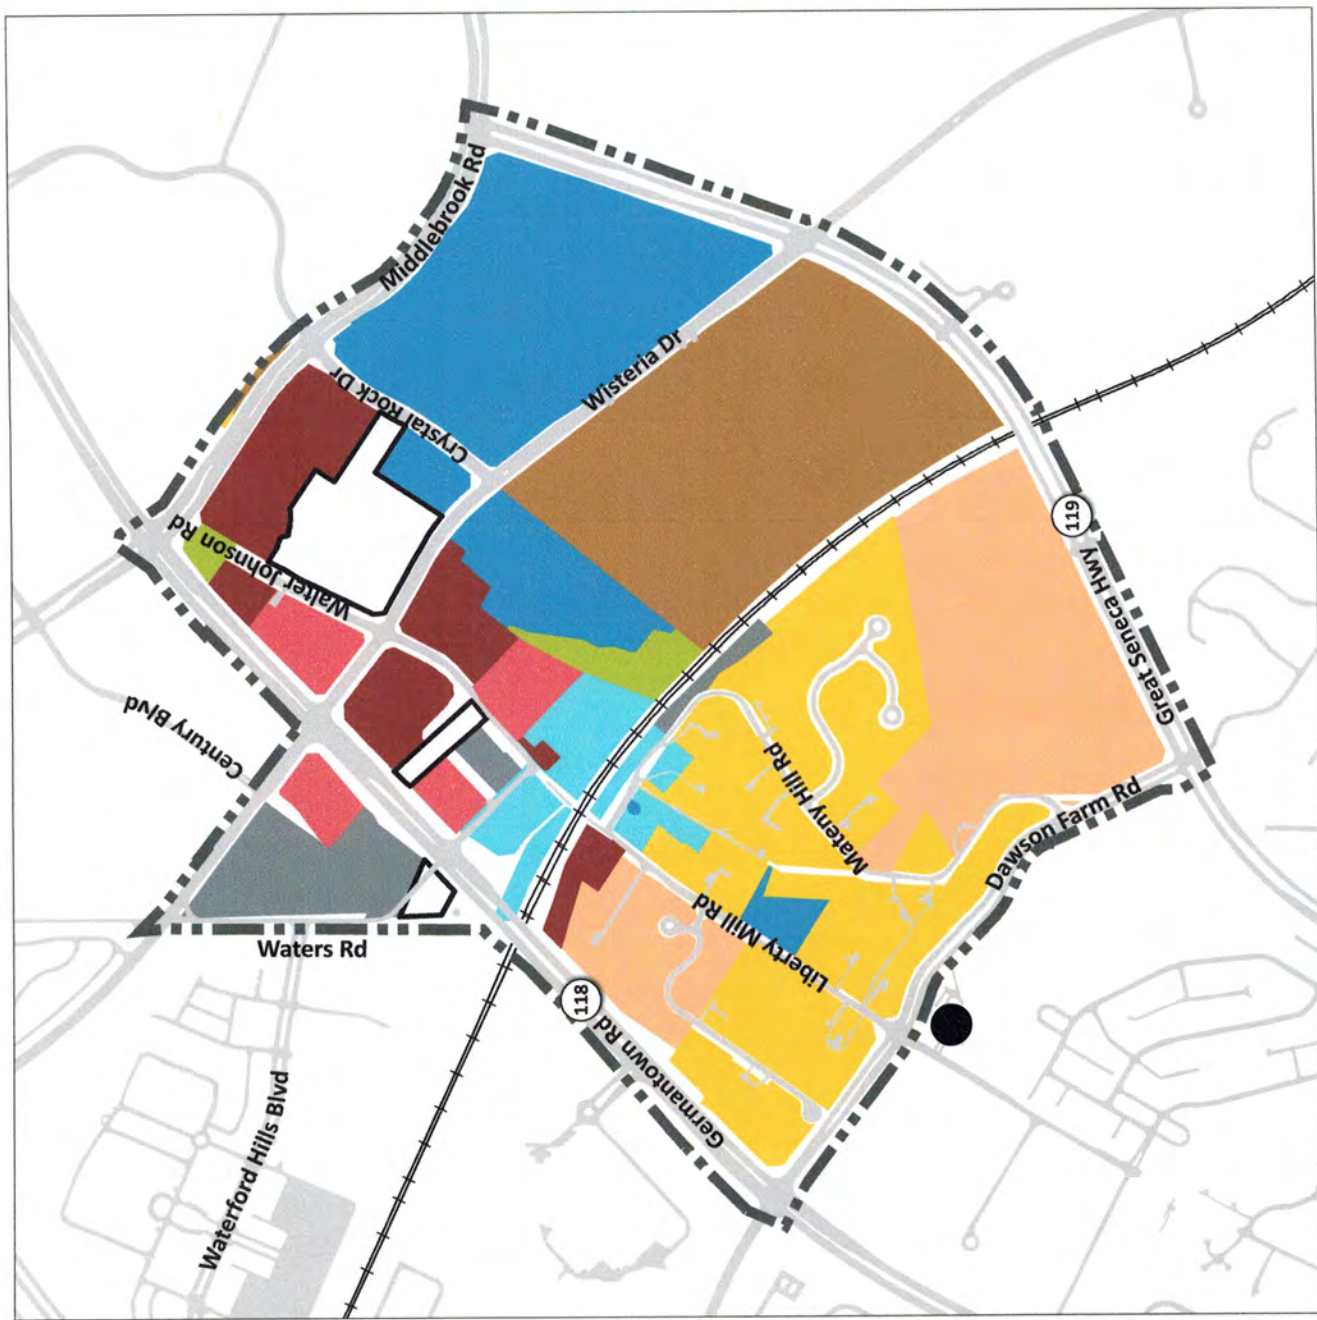 Middlebrook Rd
Crystal Rock Dr
Wisteria Dr
Walter Johnson Rd
119
Great Seneca Hwy
Century Blvd
Mateny Hill Rd
Dawson Farm Rd
Liberty Mill Rd
Waters Rd
118
Germantown Rd
Waterford Hills Blvd